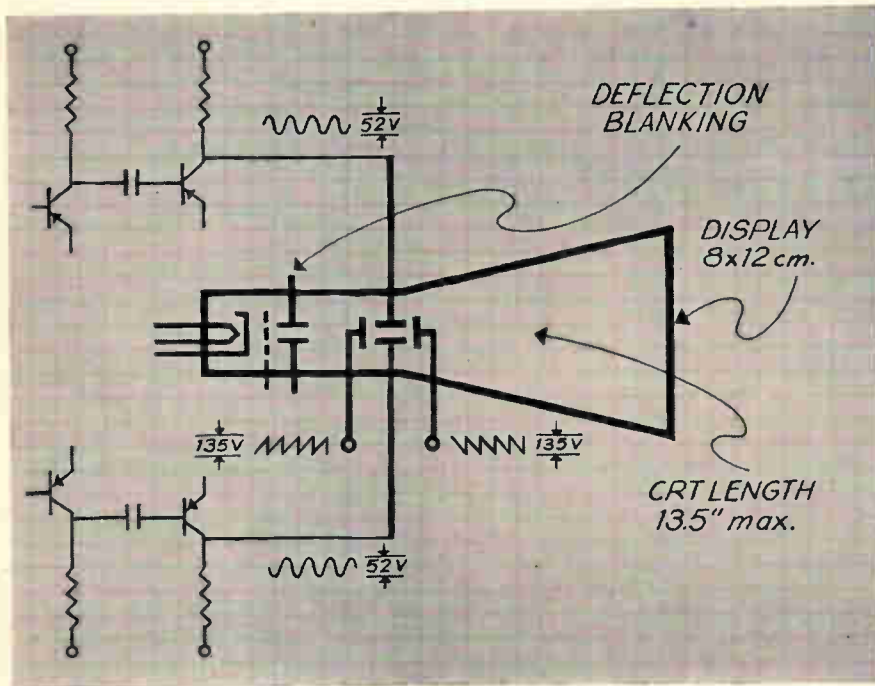 52V
DEFLECTION
BLANKING
DISPLAY
8x12 cm.
135V
135V
CRT LENGTH
13.5" max.
52V